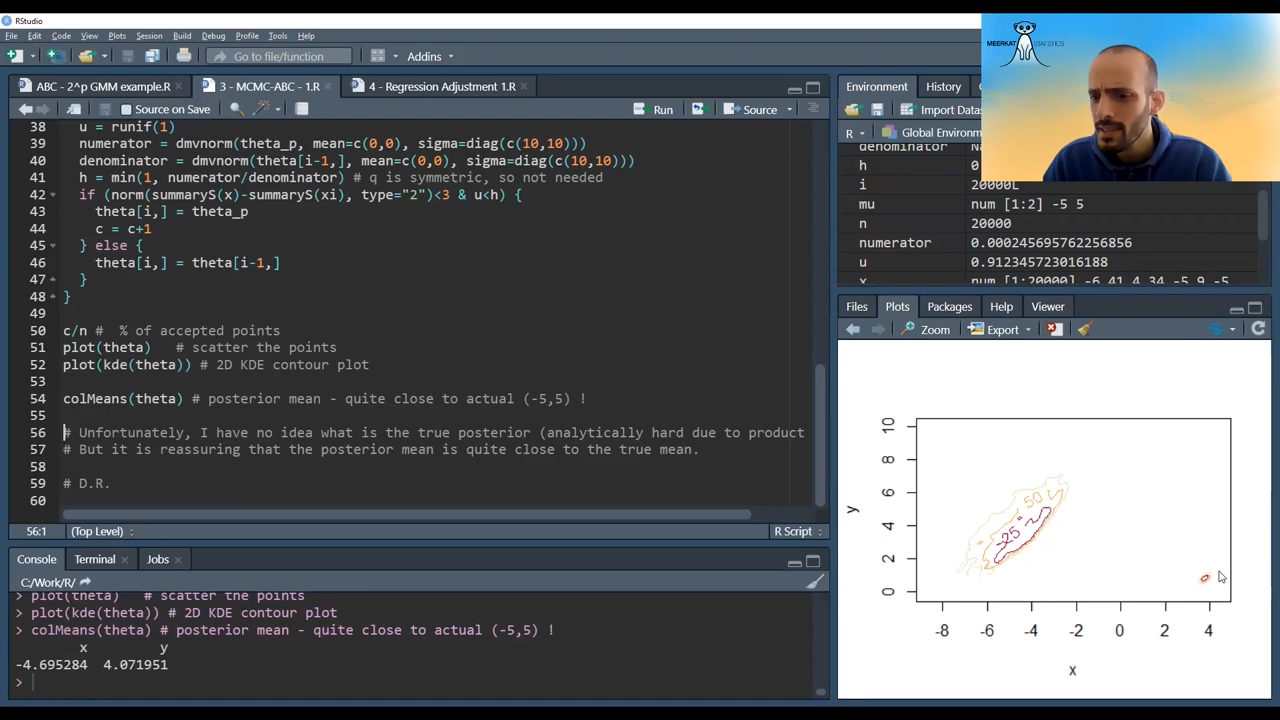 RStudio
File Edit Code View Plots Session Build Debug Profile Tools Help
Go to file/function Addins
MEERKAT STATISTICS
ABC - 2^p GMM example.R 3 - MCMC-ABC - 1.R 4 - Regression Adjustment 1.R
Source on Save Run Source
38 u = runif(1)
39 numerator = dmvnorm(theta_p, mean=c(0,0), sigma=diag(c(10,10)))
40 denominator = dmvnorm(theta[i-1,], mean=c(0,0), sigma=diag(c(10,10)))
41 h = min(1, numerator/denominator) # q is symmetric, so not needed
42 if (norm(summaryS(x)-summaryS(xi), type="2")<3 & u<h) {
43 theta[i,] = theta_p
44 c = c+1
45 } else {
46 theta[i,] = theta[i-1,]
47 }
48 }
49
50 c/n # % of accepted points
51 plot(theta) # scatter the points
52 plot(kde(theta)) # 2D KDE contour plot
53
54 colMeans(theta) # posterior mean - quite close to actual (-5,5) !
55
56 # Unfortunately, I have no idea what is the true posterior (analytically hard due to product
57 # But it is reassuring that the posterior mean is quite close to the true mean.
58
59 # D.R.
60
56:1 (Top Level) R Script
Console Terminal Jobs
C:/Work/R/
> plot(theta) # scatter the points
> plot(kde(theta)) # 2D KDE contour plot
> colMeans(theta) # posterior mean - quite close to actual (-5,5) !
x y
-4.695284 4.071951
>
Environment History
Import Datas
R Global Environm
denominator
h 0
i 20000L
mu num [1:2] -5 5
n 20000
numerator 0.000245695762256856
u 0.912345723016188
x num [1:20000] -6.41 4.34 -5.9 -5
Files Plots Packages Help Viewer
Zoom Export
10
8
6
4
2
0
y
50
25
-8 -6 -4 -2 0 2 4
x